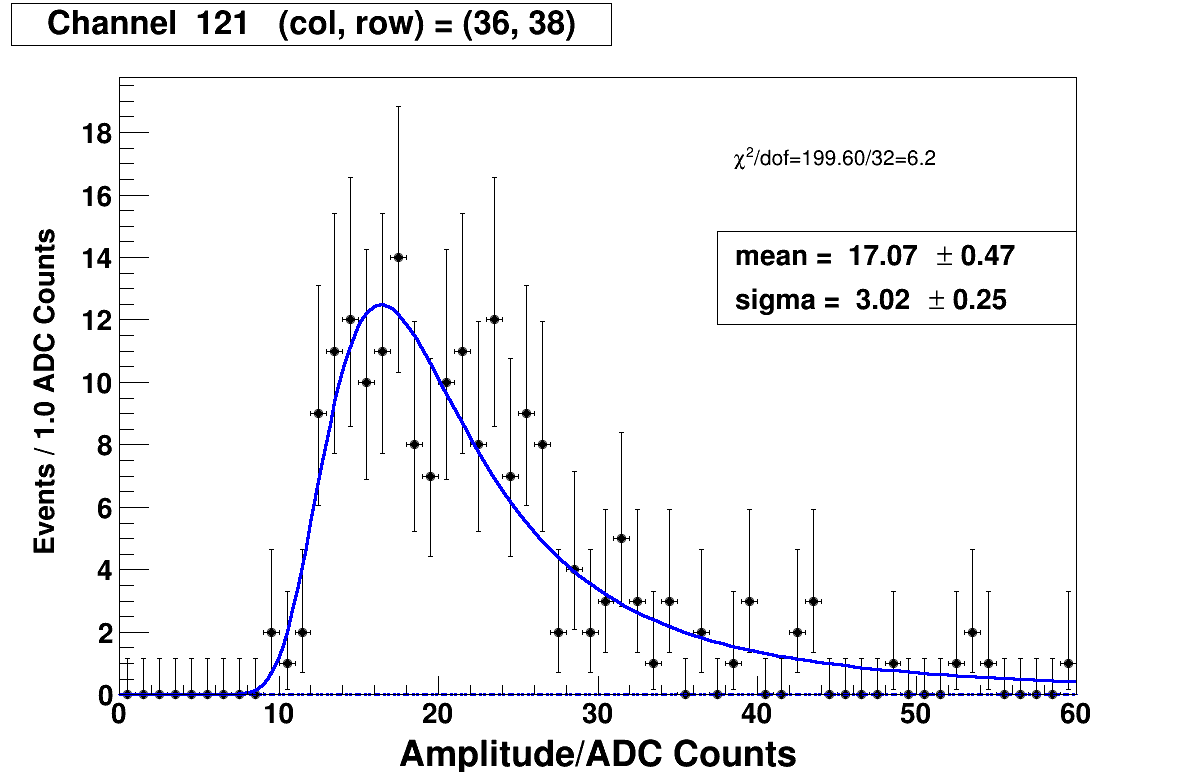 Channel 121 (col, row) = (36, 38)
χ²/dof=199.60/32=6.2
mean = 17.07 ± 0.47
sigma = 3.02 ± 0.25
Events / 1.0 ADC Counts
18
16
14
12
10
8
6
4
2
0
0 10 20 30 40 50 60
Amplitude/ADC Counts